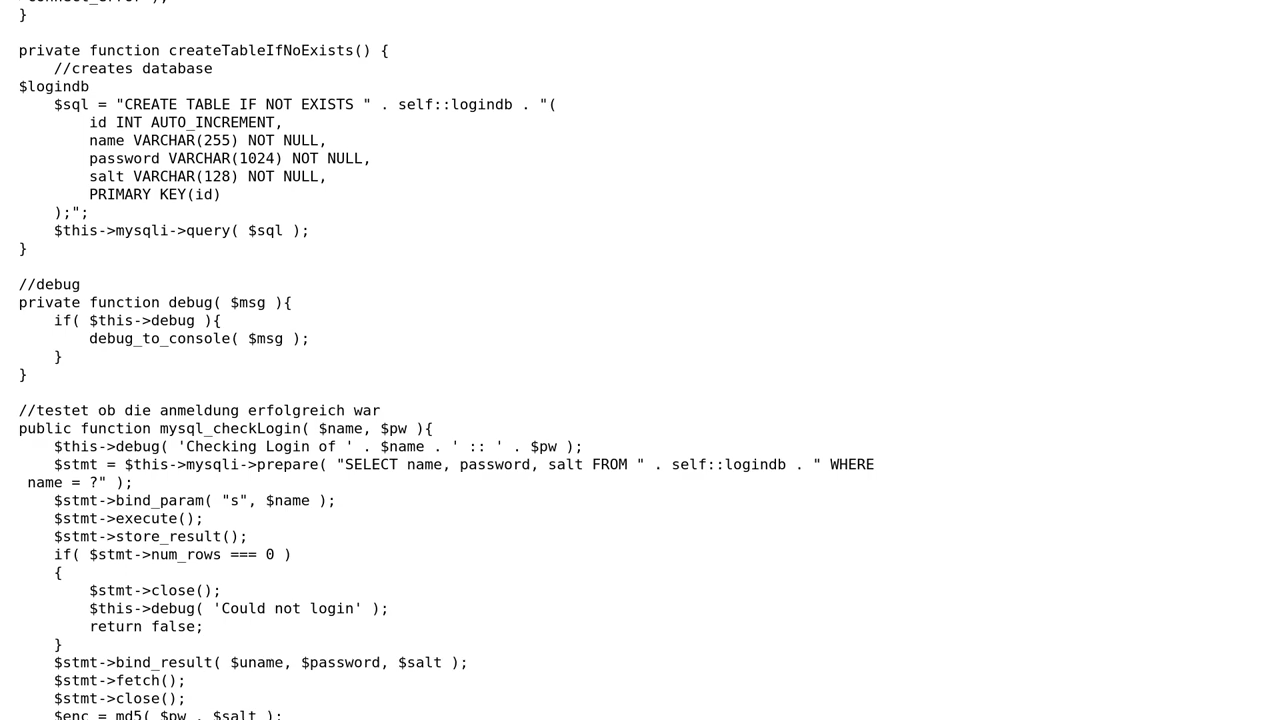 }
private function createTableIfNoExists() {
//creates database
$logindb
$sql = "CREATE TABLE IF NOT EXISTS " . self::logindb . "(
id INT AUTO_INCREMENT,
name VARCHAR(255) NOT NULL,
password VARCHAR(1024) NOT NULL,
salt VARCHAR(128) NOT NULL,
PRIMARY KEY(id)
);";
$this->mysqli->query( $sql );
}
//debug
private function debug( $msg ){
if( $this->debug ){
debug_to_console( $msg );
}
}
//testet ob die anmeldung erfolgreich war
public function mysql_checkLogin( $name, $pw ){
$this->debug( 'Checking Login of ' . $name . ' :: ' . $pw );
$stmt = $this->mysqli->prepare( "SELECT name, password, salt FROM " . self::logindb . " WHERE
name = ?" );
$stmt->bind_param( "s", $name );
$stmt->execute();
$stmt->store_result();
if( $stmt->num_rows === 0 )
{
$stmt->close();
$this->debug( 'Could not login' );
return false;
}
$stmt->bind_result( $uname, $password, $salt );
$stmt->fetch();
$stmt->close();
$enc = md5( $pw . $salt );